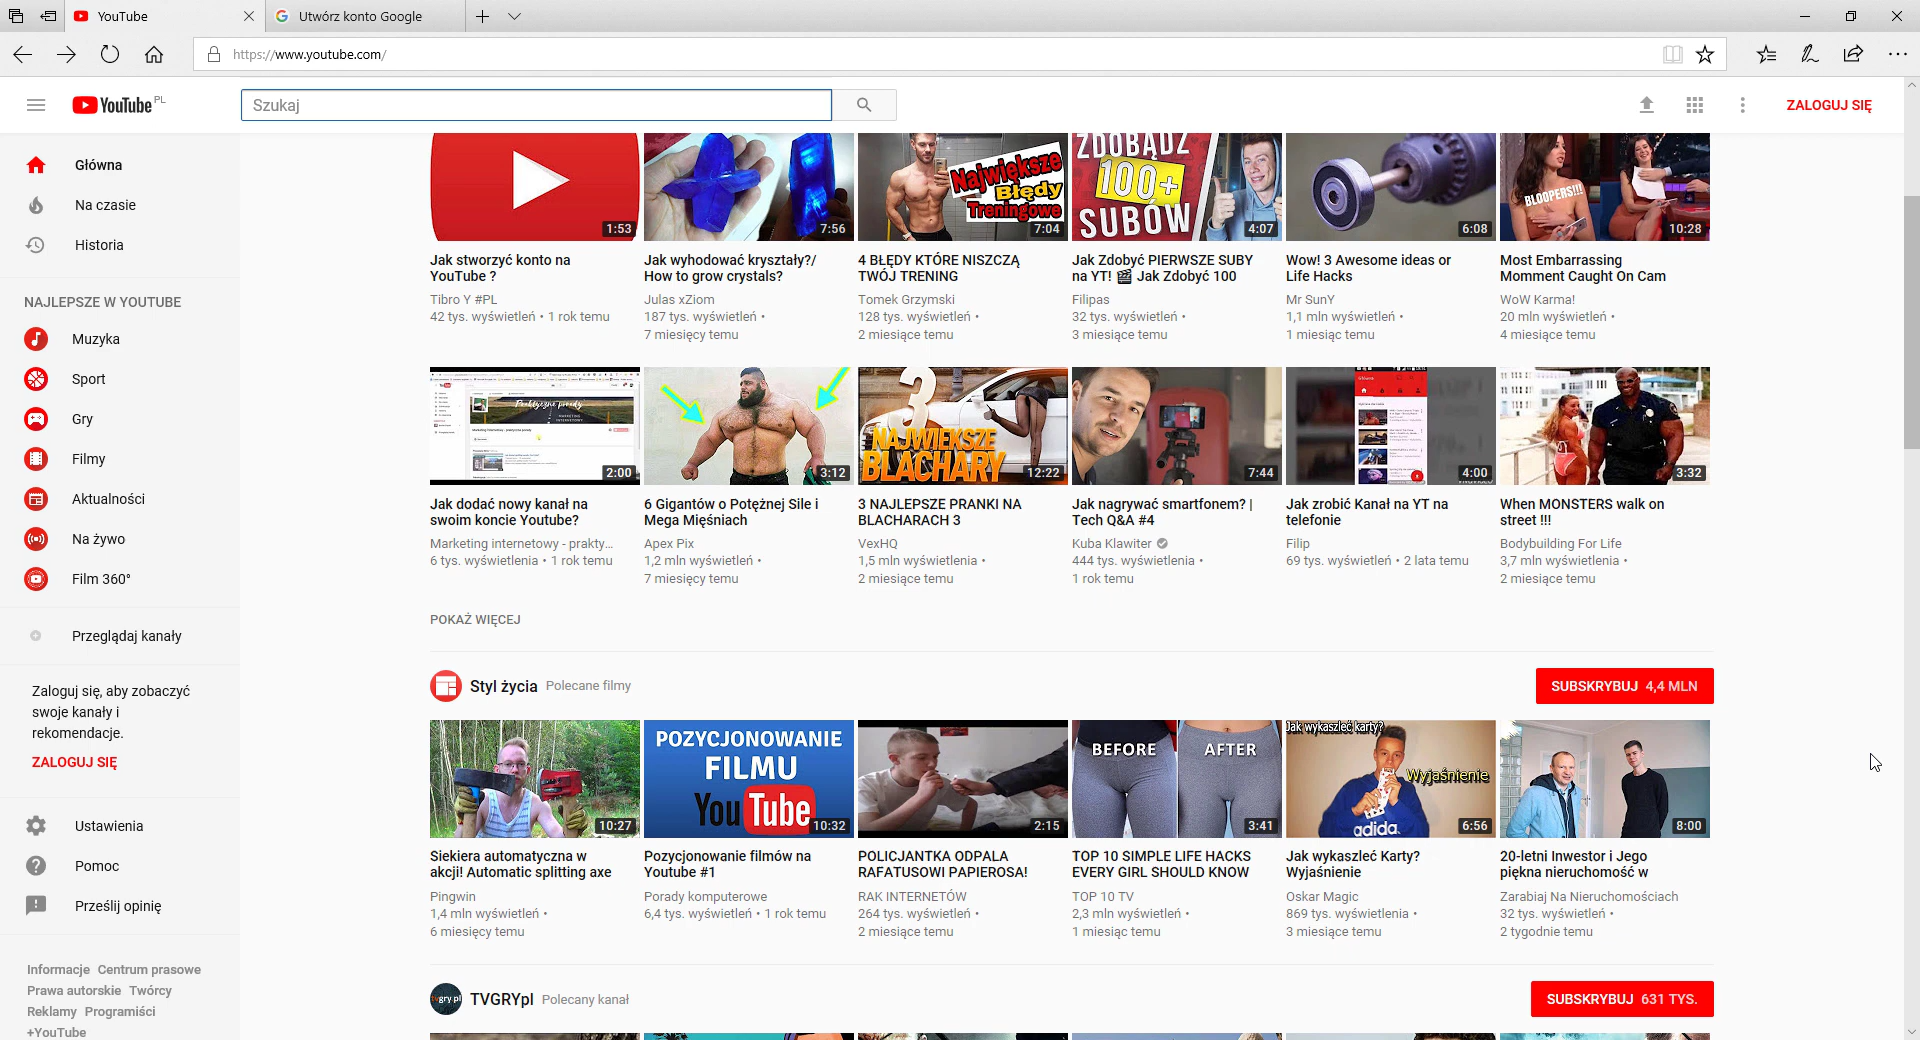 YouTube
Utwórz konto Google
https://www.youtube.com/
YouTube PL
Szukaj
ZALOGUJ SIĘ
Główna
Na czasie
Historia
NAJLEPSZE W YOUTUBE
Muzyka
Sport
Gry
Filmy
Aktualności
Na żywo
Film 360°
Przeglądaj kanały
Zaloguj się, aby zobaczyć
swoje kanały i
rekomendacje.
ZALOGUJ SIĘ
Ustawienia
Pomoc
Prześlij opinię
Informacje Centrum prasowe
Prawa autorskie Twórcy
Reklamy Programiści
+YouTube
1:53
Jak stworzyć konto na
YouTube ?
Tibro Y #PL
42 tys. wyświetleń • 1 rok temu
7:56
Jak wyhodować kryształy?/
How to grow crystals?
Julas xZiom
187 tys. wyświetleń •
7 miesięcy temu
Największe
Błędy
Treningowe
7:04
4 BŁĘDY KTÓRE NISZCZĄ
TWÓJ TRENING
Tomek Grzymski
128 tys. wyświetleń •
2 miesiące temu
ZDOBĄDŹ
100+
SUBÓW
4:07
Jak Zdobyć PIERWSZE SUBY
na YT! 🎬 Jak Zdobyć 100
Filipas
32 tys. wyświetleń •
3 miesiące temu
6:08
Wow! 3 Awesome ideas or
Life Hacks
Mr SunY
1,1 mln wyświetleń •
1 miesiąc temu
BLOOPERS!!!
10:28
Most Embarrassing
Momment Caught On Cam
WoW Karma!
20 mln wyświetleń •
4 miesiące temu
Praktyczne porady
MARKETING
INTERNETOWY
2:00
Jak dodać nowy kanał na
swoim koncie Youtube?
Marketing internetowy - prakty...
6 tys. wyświetlenia • 1 rok temu
3:12
6 Gigantów o Potężnej Sile i
Mega Mięśniach
Apex Pix
1,2 mln wyświetleń •
7 miesięcy temu
3
NAJWIĘKSZE
BLACHARY
12:22
3 NAJLEPSZE PRANKI NA
BLACHARACH 3
VexHQ
1,5 mln wyświetlenia •
2 miesiące temu
7:44
Jak nagrywać smartfonem? |
Tech Q&A #4
Kuba Klawiter
444 tys. wyświetlenia •
1 rok temu
4:00
Jak zrobić Kanał na YT na
telefonie
Filip
69 tys. wyświetleń • 2 lata temu
3:32
When MONSTERS walk on
street !!!
Bodybuilding For Life
3,7 mln wyświetlenia •
2 miesiące temu
POKAŻ WIĘCEJ
Styl życia Polecane filmy
SUBSKRYBUJ 4,4 MLN
10:27
Siekiera automatyczna w
akcji! Automatic splitting axe
Pingwin
1,4 mln wyświetleń •
6 miesięcy temu
POZYCJONOWANIE
FILMU
YouTube
10:32
Pozycjonowanie filmów na
Youtube #1
Porady komputerowe
6,4 tys. wyświetleń • 1 rok temu
2:15
POLICJANTKA ODPALA
RAFATUSOWI PAPIEROSA!
RAK INTERNETÓW
264 tys. wyświetleń •
2 miesiące temu
BEFORE AFTER
3:41
TOP 10 SIMPLE LIFE HACKS
EVERY GIRL SHOULD KNOW
TOP 10 TV
2,3 mln wyświetleń •
1 miesiąc temu
Jak wykaszleć karty?
Wyjaśnienie
adidas
6:56
Jak wykaszleć Karty?
Wyjaśnienie
Oskar Magic
869 tys. wyświetlenia •
3 miesiące temu
8:00
20-letni Inwestor i Jego
piękna nieruchomość w
Zarabiaj Na Nieruchomościach
32 tys. wyświetleń •
2 tygodnie temu
tvgry.pl
TVGRYpl Polecany kanał
SUBSKRYBUJ 631 TYS.